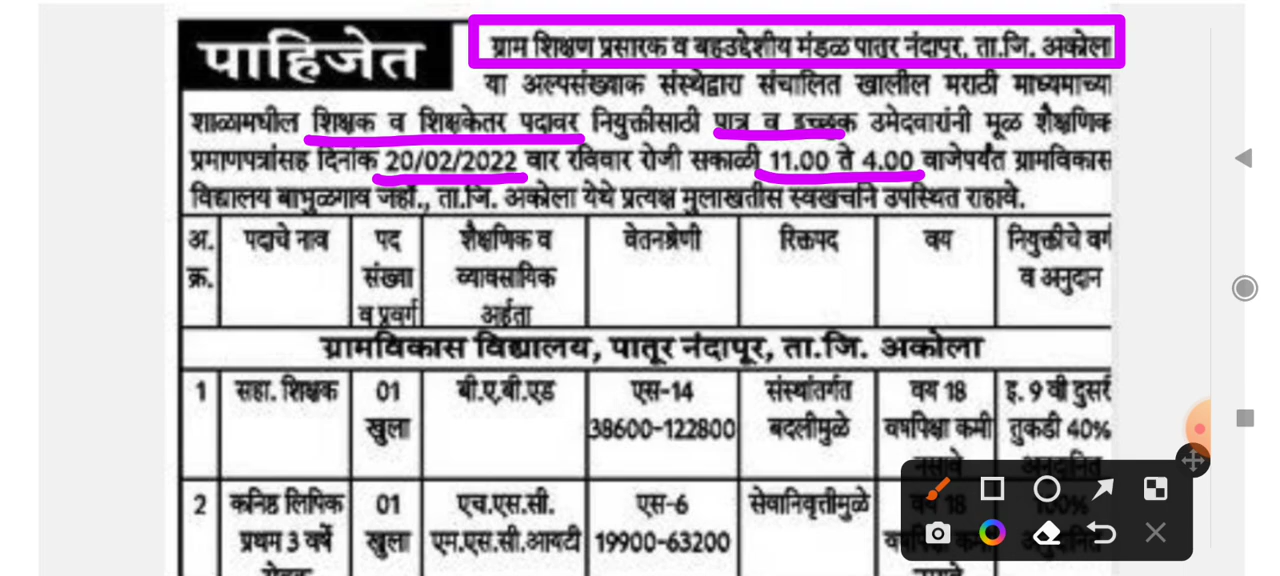 पाहिजेत
ग्राम शिक्षण प्रसारक व बहुउद्देशीय मंडळ पातूर नंदापूर, ता.जि. अकोला
या अल्पसंख्याक संस्थेद्वारा संचालित खालील मराठी माध्यमाच्या
शाळामधील शिक्षक व शिक्षकेतर पदावर नियुक्तीसाठी पात्र व इच्छूक उमेदवारांनी मूळ शैक्षणिक
प्रमाणपत्रांसह दिनांक 20/02/2022 वार रविवार रोजी सकाळी 11.00 ते 4.00 वाजेपर्यंत ग्रामविकास
विद्यालय बाभुळगाव जहाँ., ता.जि. अकोला येथे प्रत्यक्ष मुलाखतीस स्वखर्चाने उपस्थित राहावे.
अ. क्र. पदाचे नाव पद संख्या व प्रवर्ग शैक्षणिक व व्यावसायिक अर्हता वेतनश्रेणी रिक्तपद वय नियुक्तीचे वर्ग व अनुदान
ग्रामविकास विद्यालय, पातूर नंदापूर, ता.जि. अकोला
1 सहा. शिक्षक 01 खुला बी.ए.बी.एड एस-14 38600-122800 संस्थांतर्गत बदलीमुळे वय 18 वर्षापेक्षा कमी नसावे इ. 9 वी दुसरी तुकडी 40% अनुदानित
2 कनिष्ठ लिपिक प्रथम 3 वर्षे 01 खुला एच.एस.सी. एम.एस.सी.आयटी एस-6 19900-63200 सेवानिवृत्तीमुळे वय 18 100%